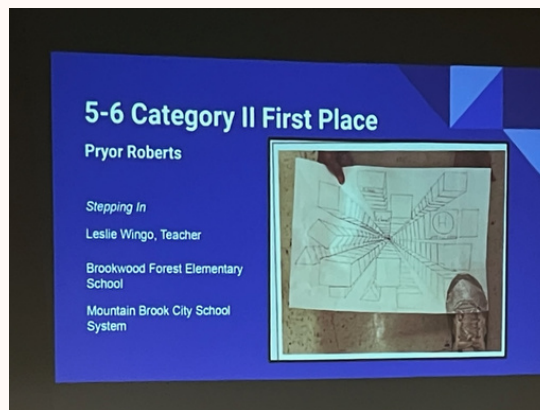 5-6 Category II First Place
Pryor Roberts
Stepping In
Leslie Wingo, Teacher
Brookwood Forest Elementary
School
Mountain Brook City School
System
H